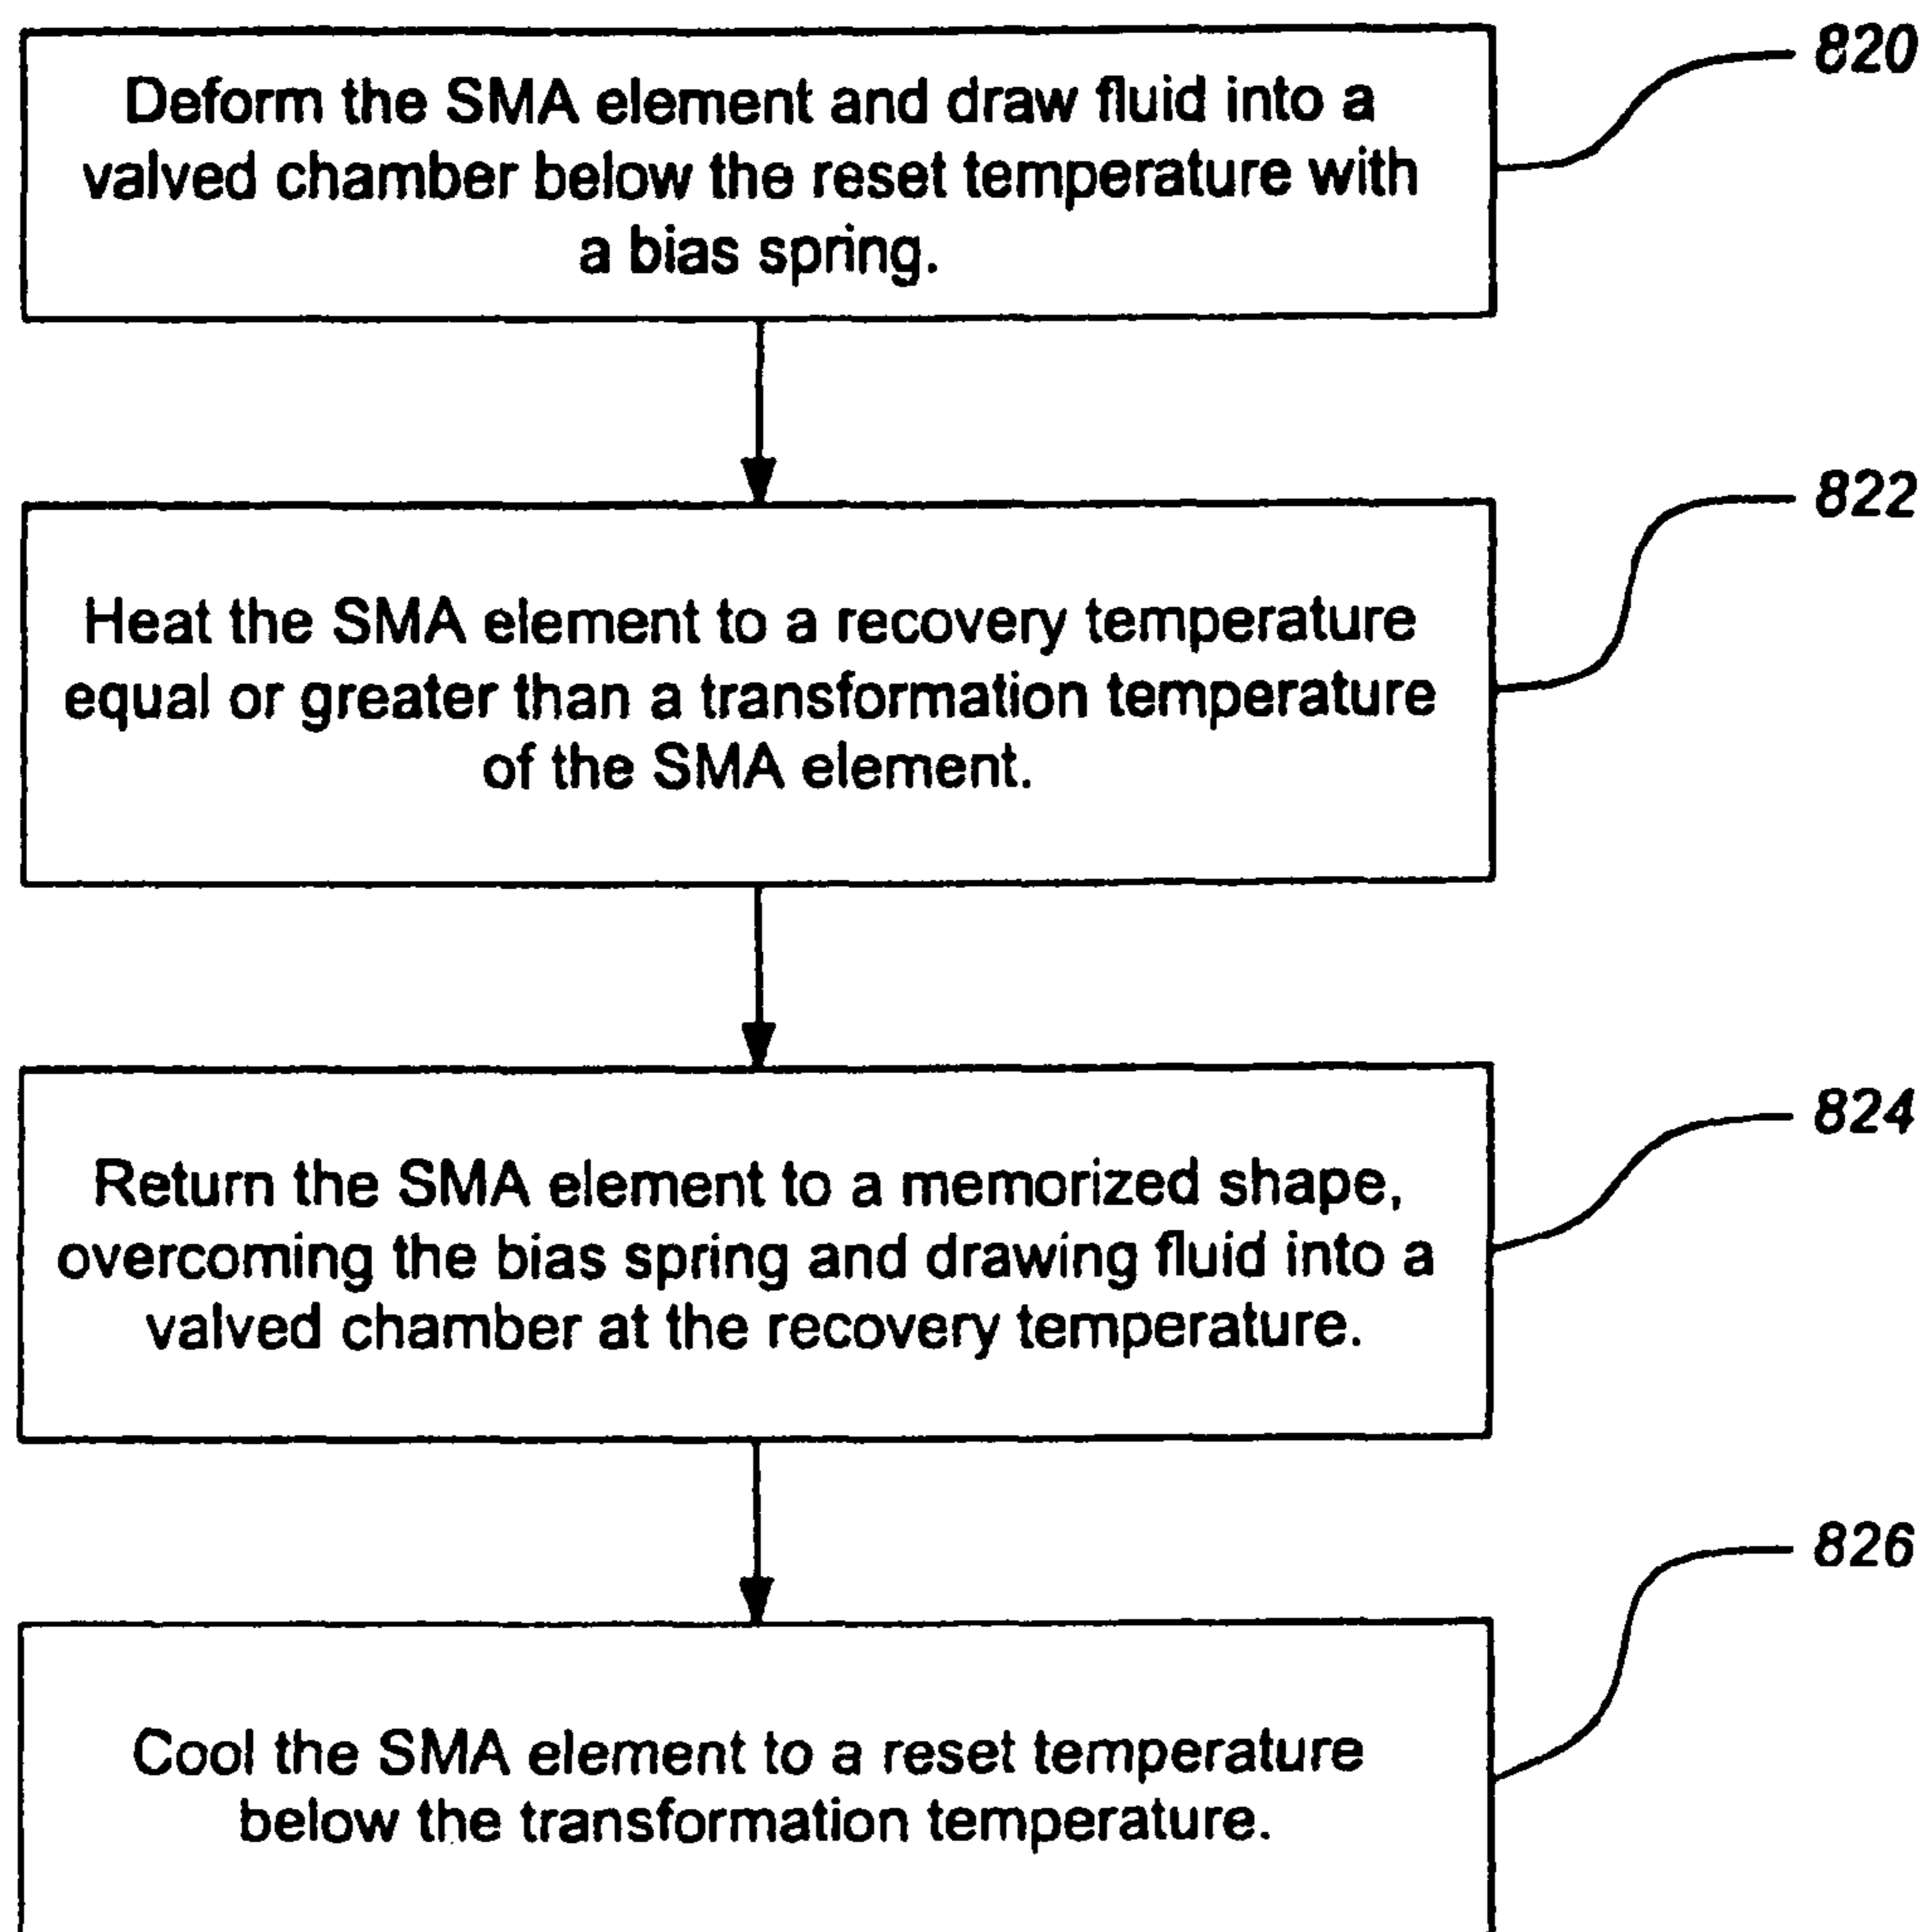 820
Deform the SMA element and draw fluid into a
valved chamber below the reset temperature with
a bias spring.
822
Heat the SMA element to a recovery temperature
equal or greater than a transformation temperature
of the SMA element.
824
Return the SMA element to a memorized shape,
overcoming the bias spring and drawing fluid into a
valved chamber at the recovery temperature.
826
Cool the SMA element to a reset temperature
below the transformation temperature.